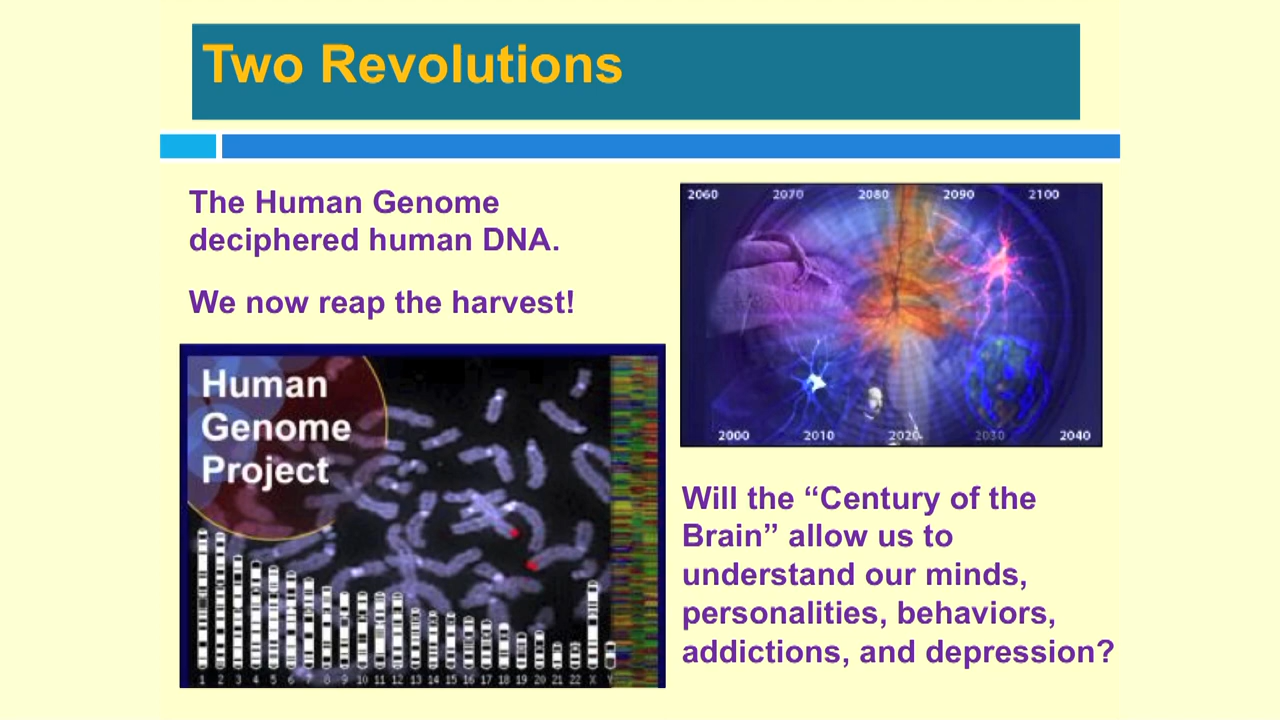 Two Revolutions
The Human Genome
deciphered human DNA.
We now reap the harvest!
Human
Genome
Project
1 2 3 4 5 6 7 8 9 10 11 12 13 14 15 16 17 18 19 20 21 22 X Y
2060 2070 2080 2090 2100
2000 2010 2020 2030 2040
Will the “Century of the
Brain” allow us to
understand our minds,
personalities, behaviors,
addictions, and depression?